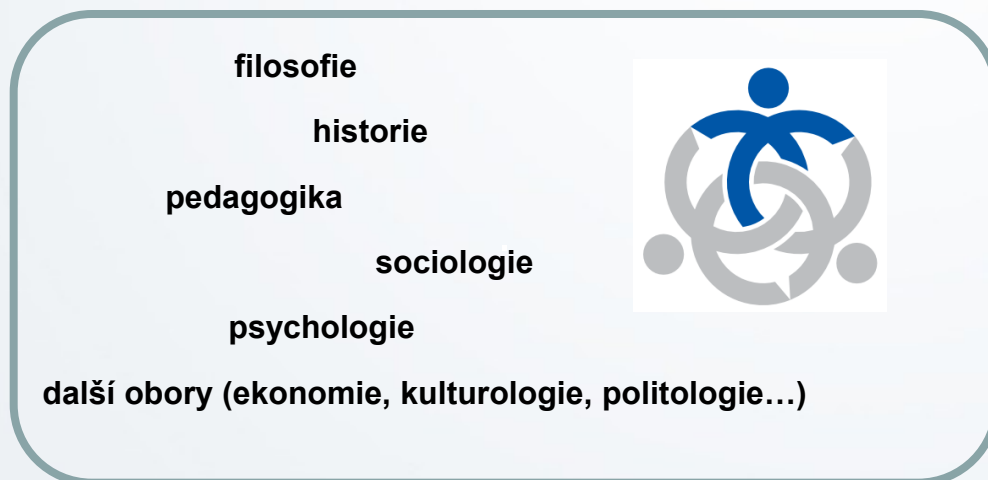 filosofie
historie
pedagogika
sociologie
psychologie
další obory (ekonomie, kulturologie, politologie…)